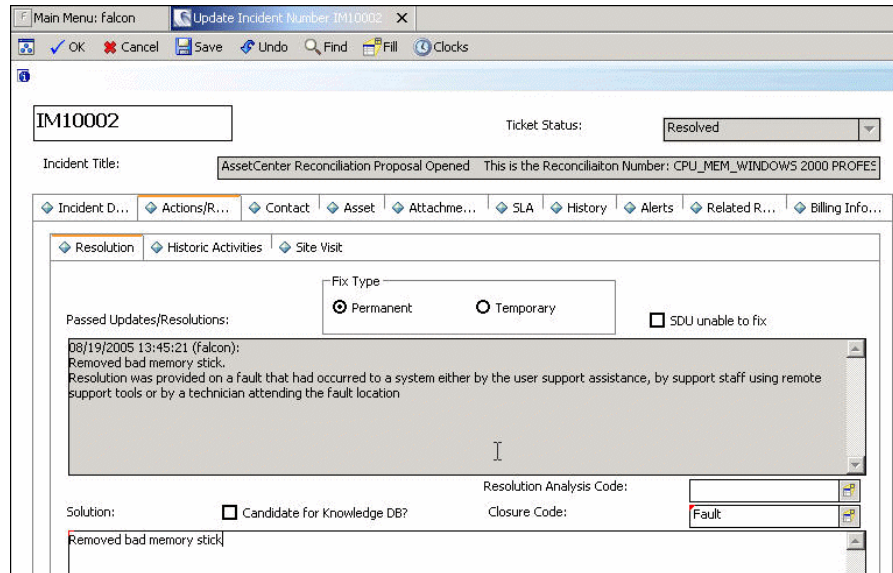 Main Menu: falcon
Update Incident Number IM10002
OK Cancel Save Undo Find Fill Clocks
IM10002
Ticket Status: Resolved
Incident Title: AssetCenter Reconciliation Proposal Opened This is the Reconciliaiton Number: CPU_MEM_WINDOWS 2000 PROFES
Incident D... Actions/R... Contact Asset Attachme... SLA History Alerts Related R... Billing Info...
Resolution Historic Activities Site Visit
Fix Type
Permanent Temporary
Passed Updates/Resolutions: SDU unable to fix
08/19/2005 13:45:21 (falcon):
Removed bad memory stick.
Resolution was provided on a fault that had occurred to a system either by the user support assistance, by support staff using remote
support tools or by a technician attending the fault location
Resolution Analysis Code:
Solution: Candidate for Knowledge DB? Closure Code: Fault
Removed bad memory stick